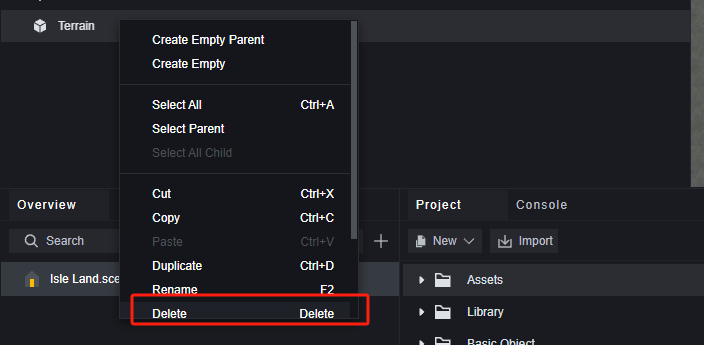 Terrain
Create Empty Parent
Create Empty
Select All Ctrl+A
Select Parent
Select All Child
Cut Ctrl+X
Copy Ctrl+C
Paste Ctrl+V
Duplicate Ctrl+D
Rename F2
Delete Delete
Overview
Search
Isle Land.sce
Project Console
New Import
Assets
Library
Basic Object